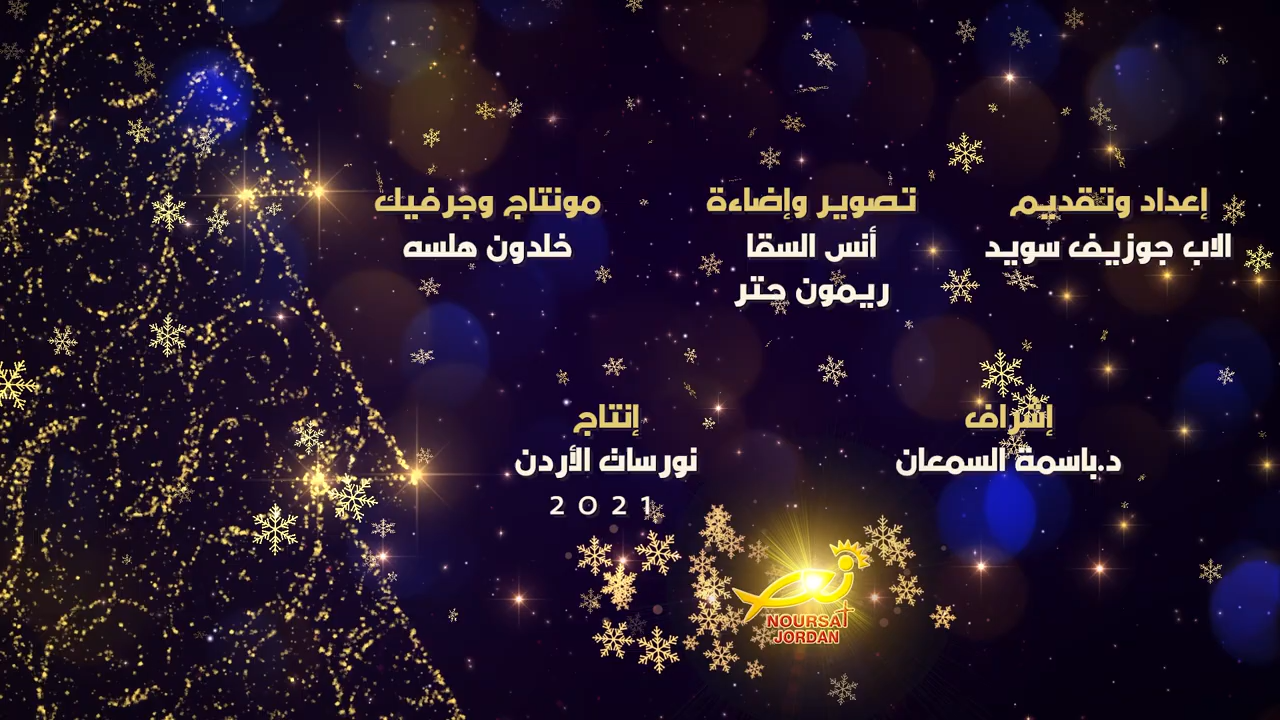 إعداد وتقديم
الاب جوزيف سويد
تصوير وإضاءة
أنس السقا
ريمون حتر
مونتاج وجرفيك
خلدون هلسه
إشراف
د.باسمة السمعان
إنتاج
نورسات الأردن
2021
NOURSAT
JORDAN